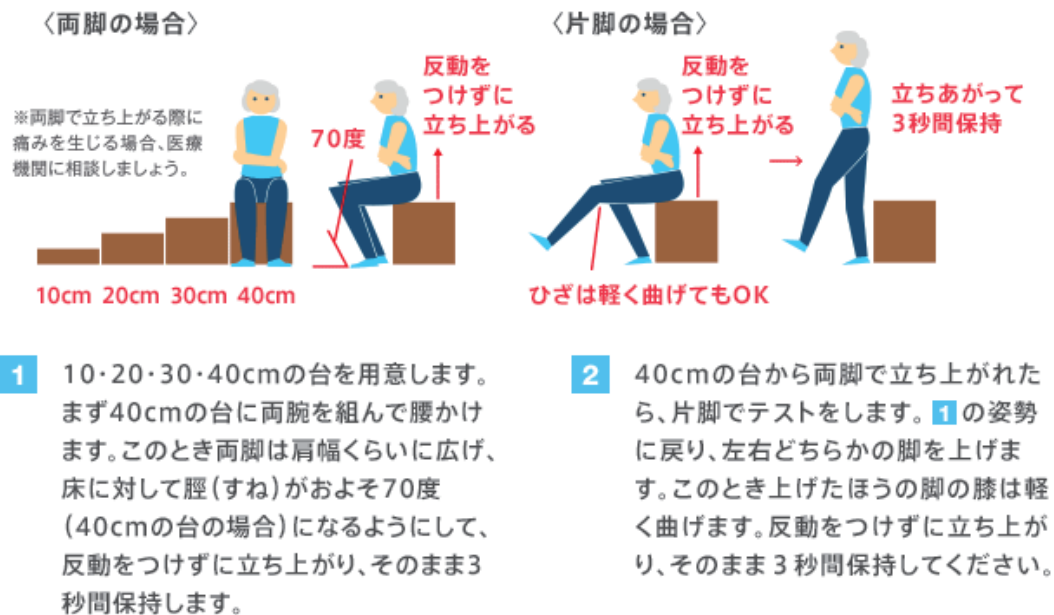 〈両脚の場合〉
※両脚で立ち上がる際に
痛みを生じる場合、医療
機関に相談しましょう。
70度
反動を
つけずに
立ち上がる
10cm 20cm 30cm 40cm
〈片脚の場合〉
反動を
つけずに
立ち上がる
立ちあがって
3秒間保持
ひざは軽く曲げてもOK
1
10・20・30・40cmの台を用意します。
まず40cmの台に両腕を組んで腰かけ
ます。このとき両脚は肩幅くらいに広げ、
床に対して脛(すね)がおよそ70度
(40cmの台の場合)になるようにして、
反動をつけずに立ち上がり、そのまま3
秒間保持します。
2
40cmの台から両脚で立ち上がれた
ら、片脚でテストをします。1の姿勢
に戻り、左右どちらかの脚を上げま
す。このとき上げたほうの脚の膝は軽
く曲げます。反動をつけずに立ち上が
り、そのまま3秒間保持してください。